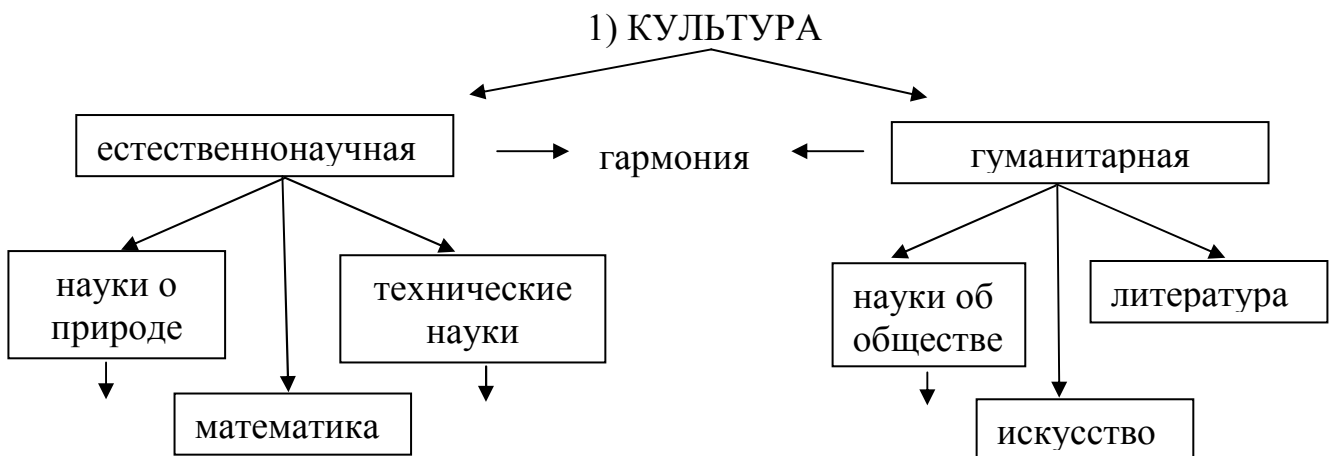 1) КУЛЬТУРА
естественнонаучная
гармония
гуманитарная
науки о
природе
технические
науки
математика
науки об
обществе
литература
искусство